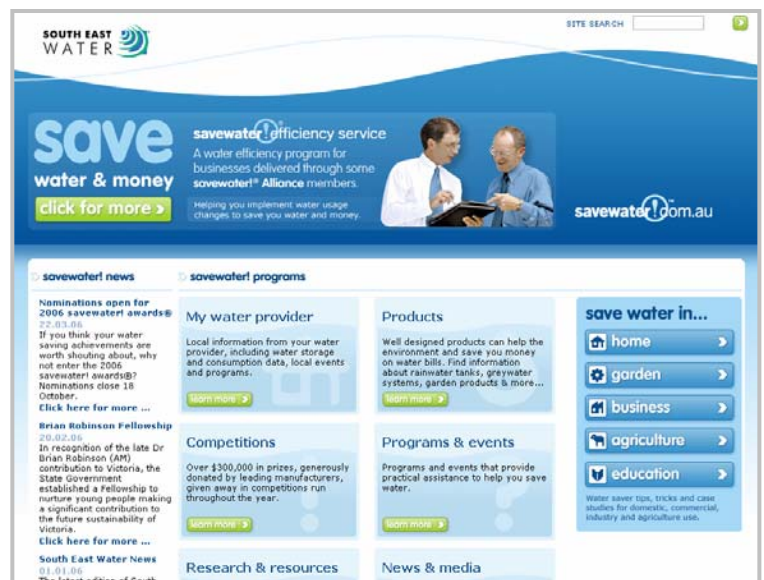 SOUTH EAST
WATER
SITE SEARCH
save
water & money
click for more >
savewater! efficiency service
A water efficiency program for
businesses delivered through some
savewater!® Alliance members.
Helping you implement water usage
changes to save you water and money.
savewater!.com.au
savewater! news
Nominations open for
2006 savewater! awards®
22.03.06
If you think your water
saving achievements are
worth shouting about, why
not enter the 2006
savewater! awards®?
Nominations close 18
October.
Click here for more ...
Brian Robinson Fellowship
20.02.06
In recognition of the late Dr
Brian Robinson (AM)
contribution to Victoria, the
State Government
established a Fellowship to
nurture young people making
a significant contribution to
the future sustainability of
Victoria.
Click here for more ...
South East Water News
01.01.06
The latest edition of South
savewater! programs
My water provider
Local information from your water
provider, including water storage
and consumption data, local events
and programs.
learn more >
Products
Well designed products can help the
environment and save you money
on water bills. Find information
about rainwater tanks, greywater
systems, garden products & more...
learn more >
Competitions
Over $300,000 in prizes, generously
donated by leading manufacturers,
given away in competitions run
throughout the year.
learn more >
Programs & events
Programs and events that provide
practical assistance to help you save
water.
learn more >
Research & resources
News & media
save water in...
home
garden
business
agriculture
education
Water saver tips, tricks and case
studies for domestic, commercial,
industry and agriculture use.